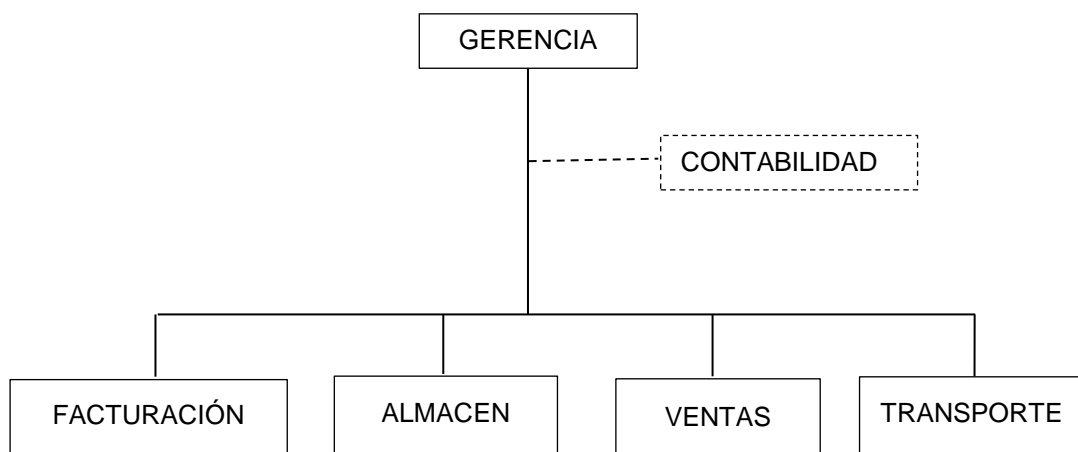 GERENCIA
CONTABILIDAD
FACTURACIÓN
ALMACEN
VENTAS
TRANSPORTE